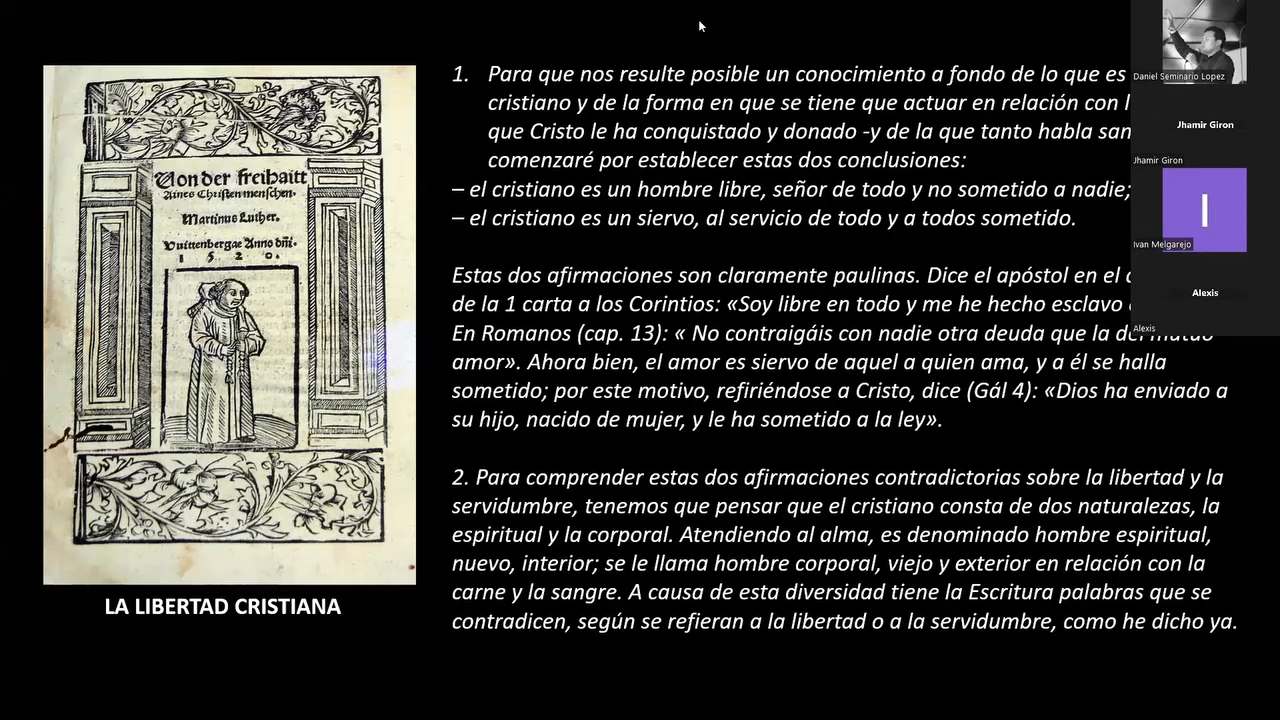 Von der freihaitt
Aines Christenmenschen.
Martinus Luther.
Vuittenbergae Anno dñi.
1 5 2 0.
LA LIBERTAD CRISTIANA
1. Para que nos resulte posible un conocimiento a fondo de lo que es
cristiano y de la forma en que se tiene que actuar en relación con
que Cristo le ha conquistado y donado -y de la que tanto habla
comenzaré por establecer estas dos conclusiones:
– el cristiano es un hombre libre, señor de todo y no sometido a nadie;
– el cristiano es un siervo, al servicio de todo y a todos sometido.
Estas dos afirmaciones son claramente paulinas. Dice el apóstol en el
de la 1 carta a los Corintios: «Soy libre en todo y me he hecho esclavo
En Romanos (cap. 13): « No contraigáis con nadie otra deuda que la del mutuo
amor». Ahora bien, el amor es siervo de aquel a quien ama, y a él se halla
sometido; por este motivo, refiriéndose a Cristo, dice (Gál 4): «Dios ha enviado a
su hijo, nacido de mujer, y le ha sometido a la ley».
2. Para comprender estas dos afirmaciones contradictorias sobre la libertad y la
servidumbre, tenemos que pensar que el cristiano consta de dos naturalezas, la
espiritual y la corporal. Atendiendo al alma, es denominado hombre espiritual,
nuevo, interior; se le llama hombre corporal, viejo y exterior en relación con la
carne y la sangre. A causa de esta diversidad tiene la Escritura palabras que se
contradicen, según se refieran a la libertad o a la servidumbre, como he dicho ya.
Daniel Seminario Lopez
Jhamir Giron
Jhamir Giron
I
Ivan Melgarejo
Alexis
Alexis